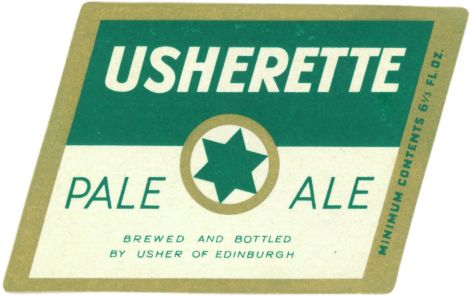 USHERETTE
PALE ALE
BREWED AND BOTTLED
BY USHER OF EDINBURGH
MINIMUM CONTENTS 6⅓ FL.OZ.